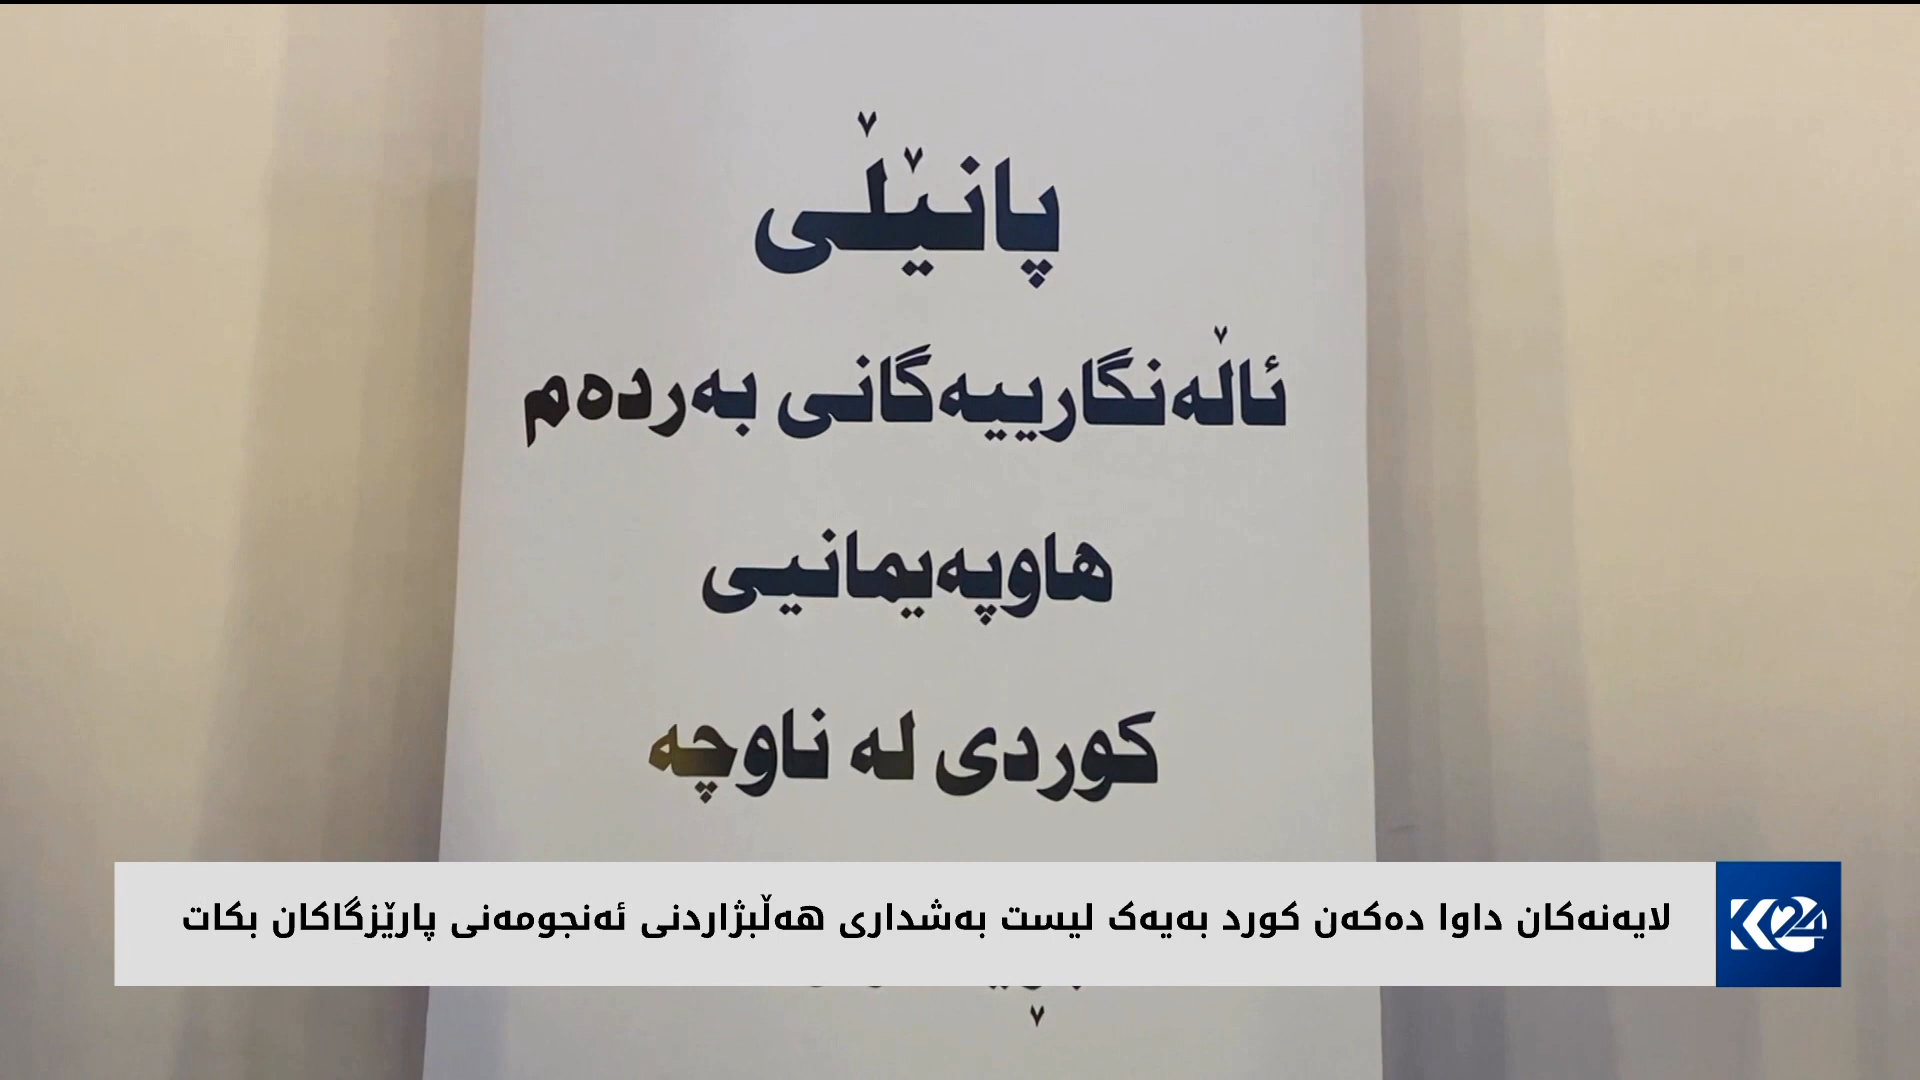 پانێڵی
ئاڵەنگارییەگانی بەردەم
هاوپەیمانیی
کوردی لە ناوچە
لایەنەکان داوا دەکەن کورد بەیەک لیست بەشداری هەڵبژاردنی ئەنجومەنی پارێزگاکان بکات
K24